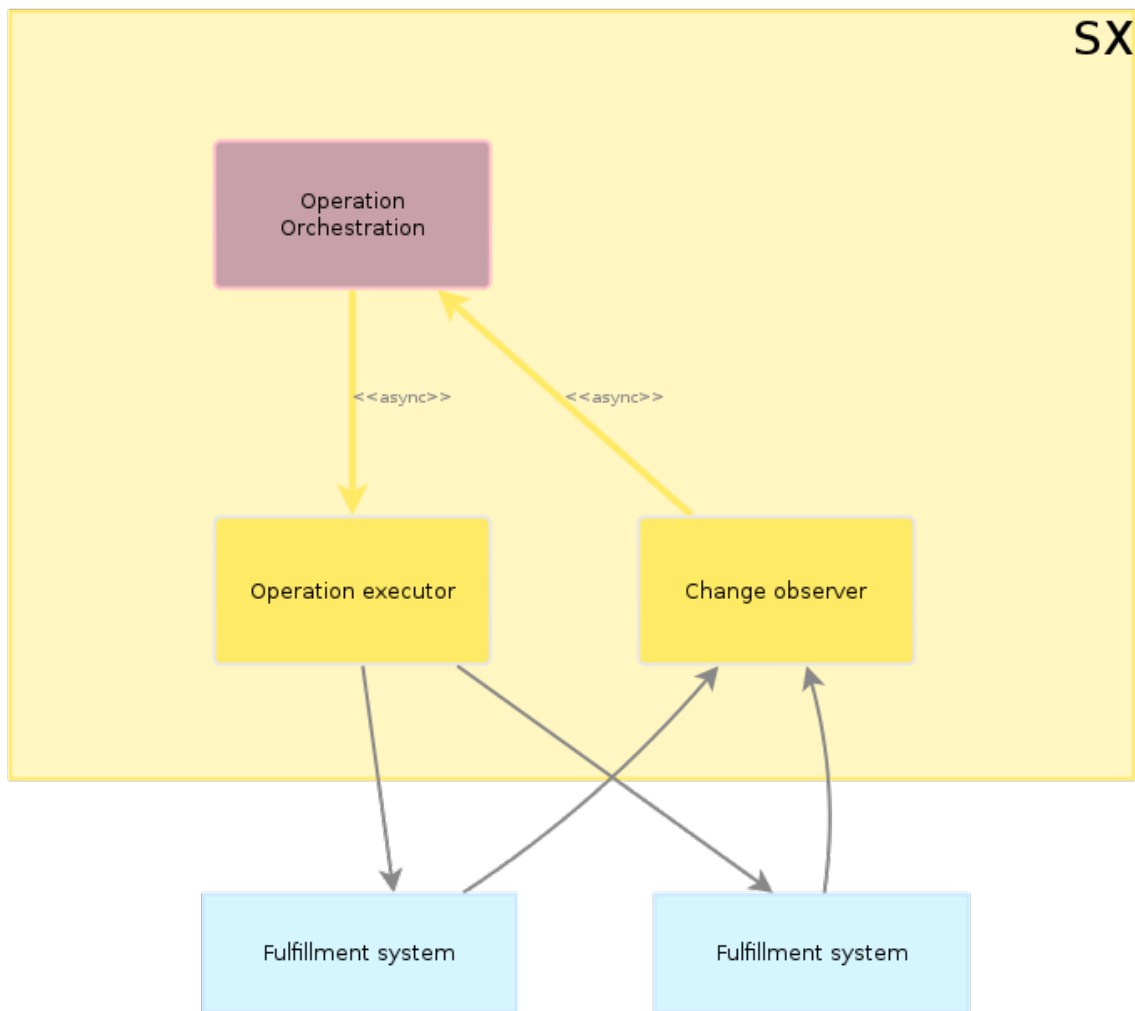 SX
Operation
Orchestration
<<async>>
<<async>>
Operation executor
Change observer
Fulfillment system
Fulfillment system